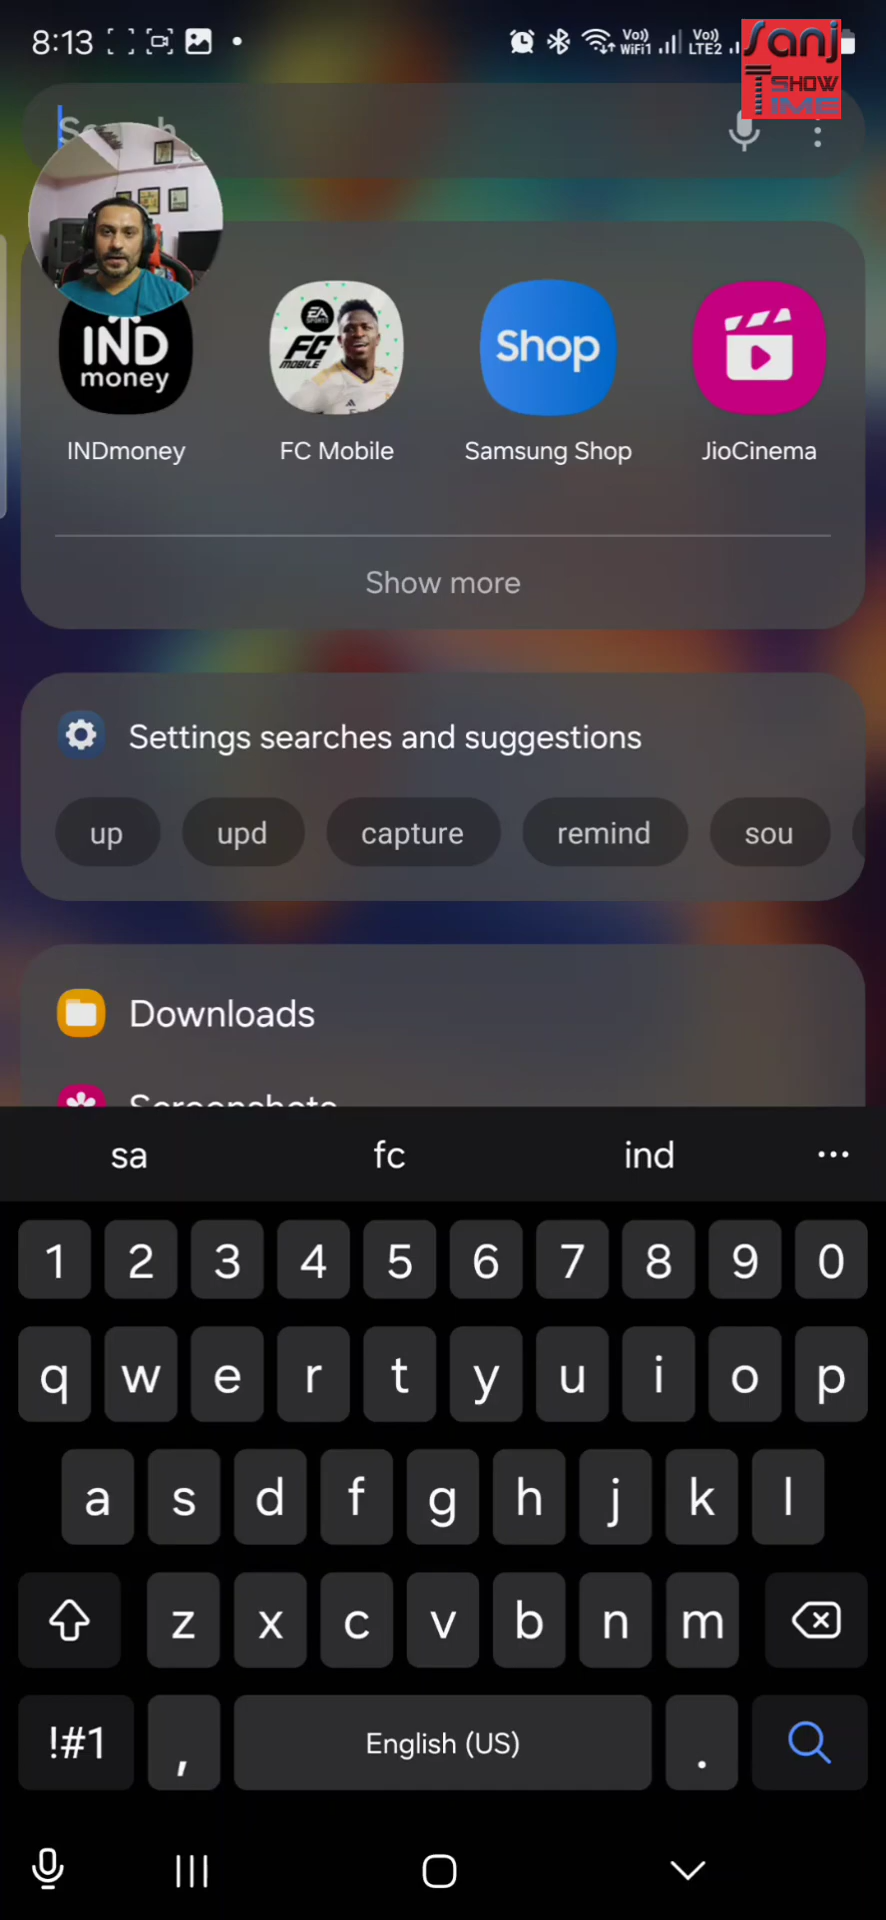 8:13
Vo)) WiFi1
Vo)) LTE2
Sanj
SHOW
TIME
IND
money
EA
SPORTS
FC
MOBILE
Shop
INDmoney
FC Mobile
Samsung Shop
JioCinema
Show more
Settings searches and suggestions
up
upd
capture
remind
sou
Downloads
Screenshots
sa
fc
ind
1 2 3 4 5 6 7 8 9 0
q w e r t y u i o p
a s d f g h j k l
z x c v b n m
!#1 , English (US) .